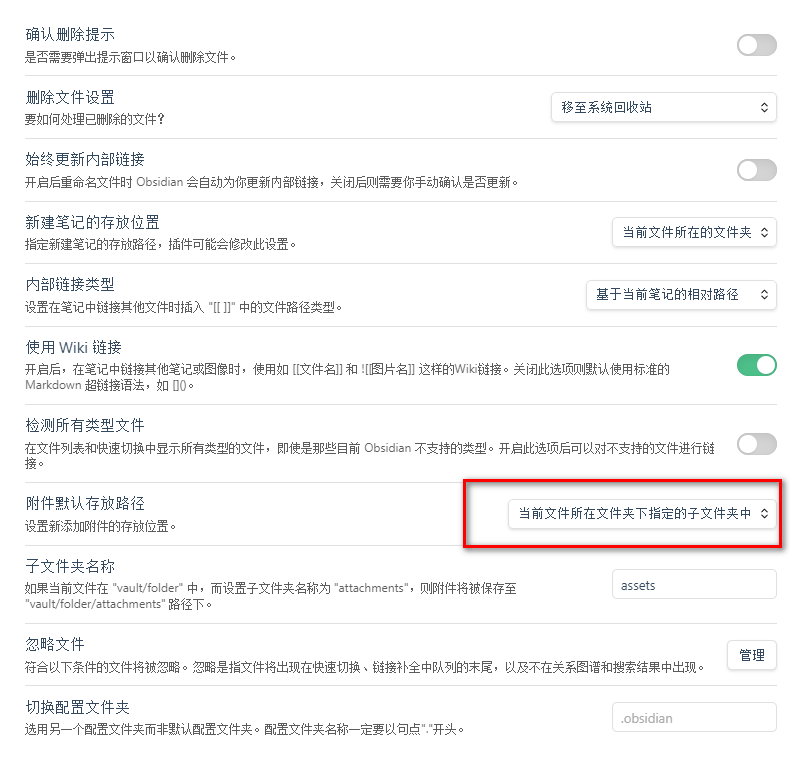 确认删除提示
是否需要弹出提示窗口以确认删除文件。
删除文件设置
要如何处理已删除的文件？
移至系统回收站
始终更新内部链接
开启后重命名文件时 Obsidian 会自动为你更新内部链接，关闭后则需要你手动确认是否更新。
新建笔记的存放位置
指定新建笔记的存放路径，插件可能会修改此设置。
当前文件所在的文件夹
内部链接类型
设置在笔记中链接其他文件时插入 "[[ ]]" 中的文件路径类型。
基于当前笔记的相对路径
使用 Wiki 链接
开启后，在笔记中链接其他笔记或图像时，使用如 [[文件名]] 和 ![[图片名]] 这样的Wiki链接。关闭此选项则默认使用标准的
Markdown 超链接语法，如 []()。
检测所有类型文件
在文件列表和快速切换中显示所有类型的文件，即使是那些目前 Obsidian 不支持的类型。开启此选项后可以对不支持的文件进行链
接。
附件默认存放路径
设置新添加附件的存放位置。
当前文件所在文件夹下指定的子文件夹中
子文件夹名称
如果当前文件在 "vault/folder" 中，而设置子文件夹名称为 "attachments"，则附件将被保存至
"vault/folder/attachments" 路径下。
assets
忽略文件
符合以下条件的文件将被忽略。忽略是指文件将出现在快速切换、链接补全中队列的末尾，以及不在关系图谱和搜索结果中出现。
管理
切换配置文件夹
选用另一个配置文件夹而非默认配置文件夹。配置文件夹名称一定要以句点"."开头。
.obsidian